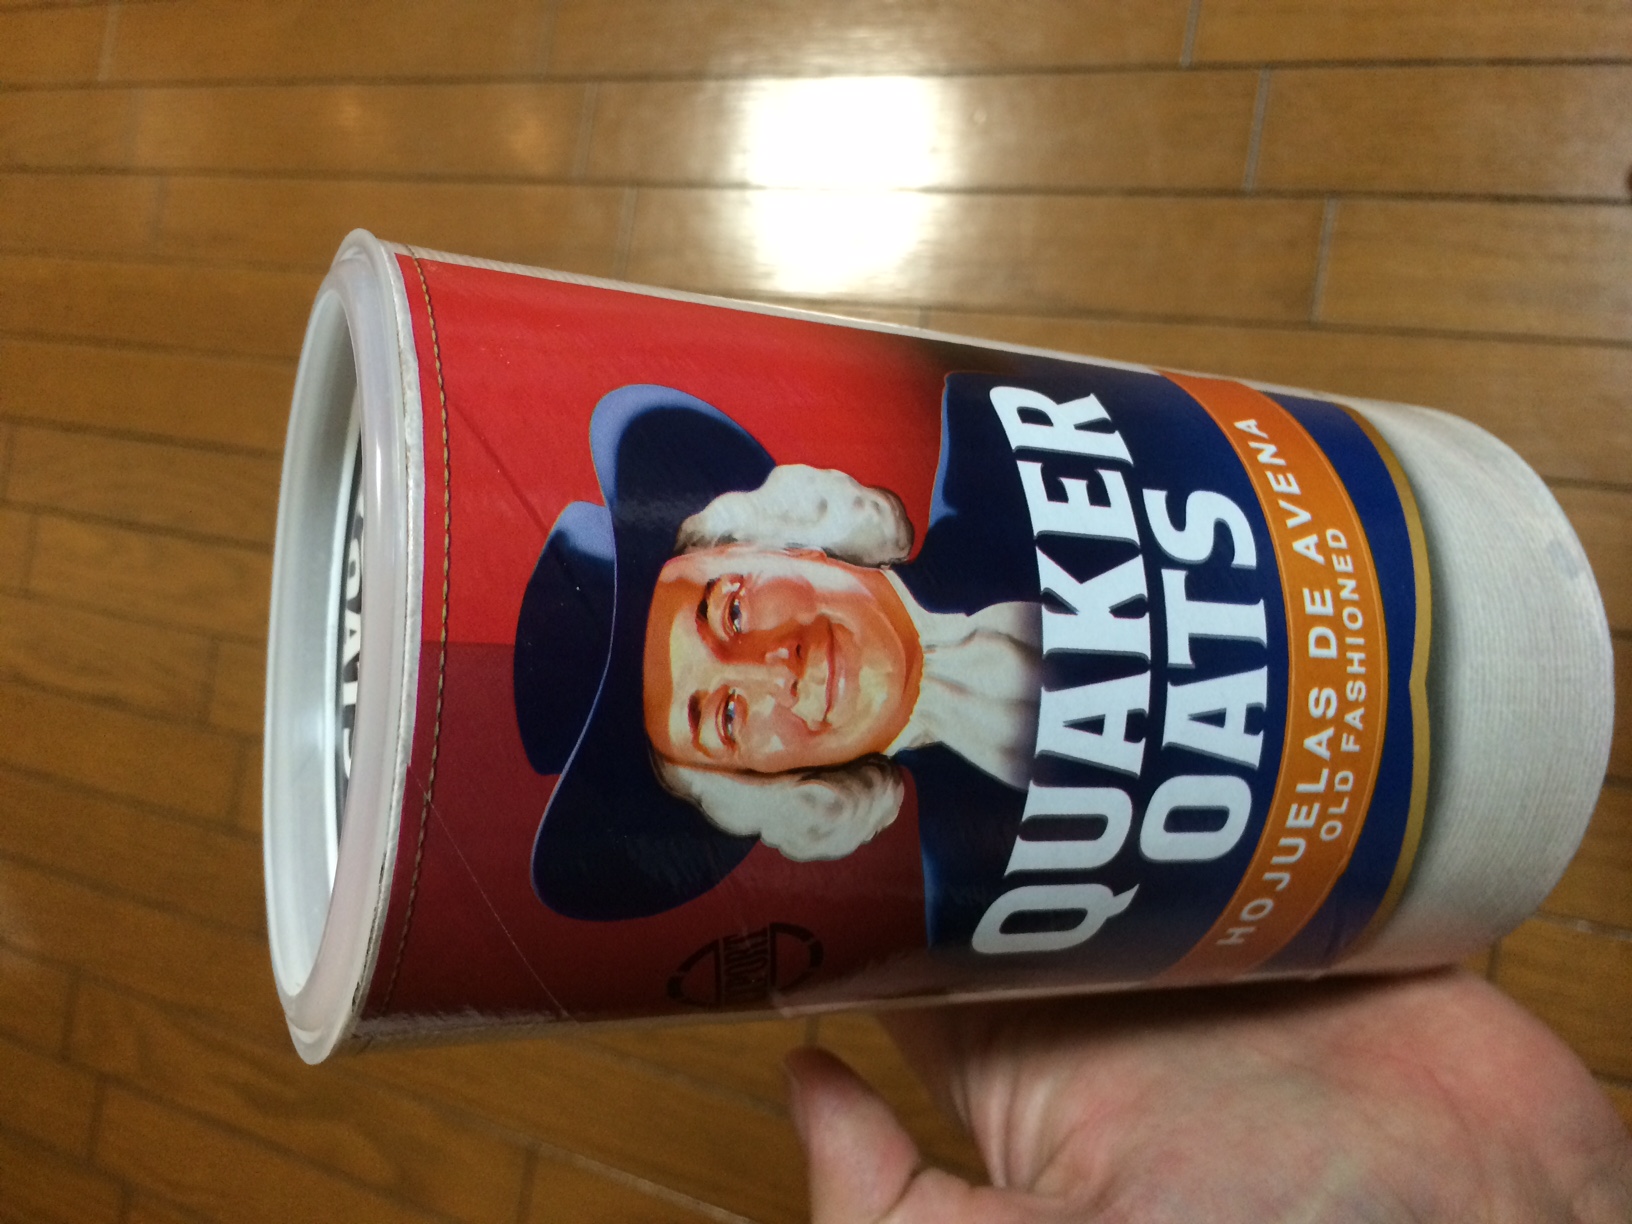 QUAKER
OATS
HOJUELAS DE AVENA
OLD FASHIONED